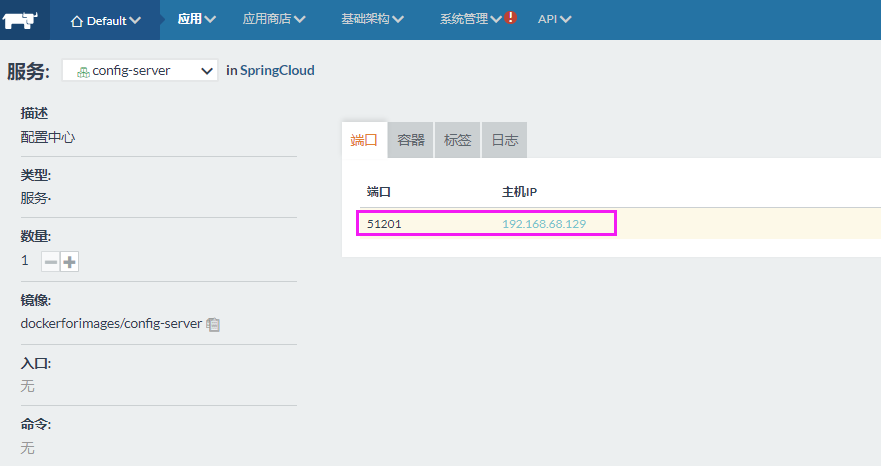 Default 应用 应用商店 基础架构 系统管理 API
服务: config-server in SpringCloud
描述
配置中心
类型:
服务·
数量:
1
镜像:
dockerforimages/config-server
入口:
无
命令:
无
端口 容器 标签 日志
端口 主机IP
51201 192.168.68.129